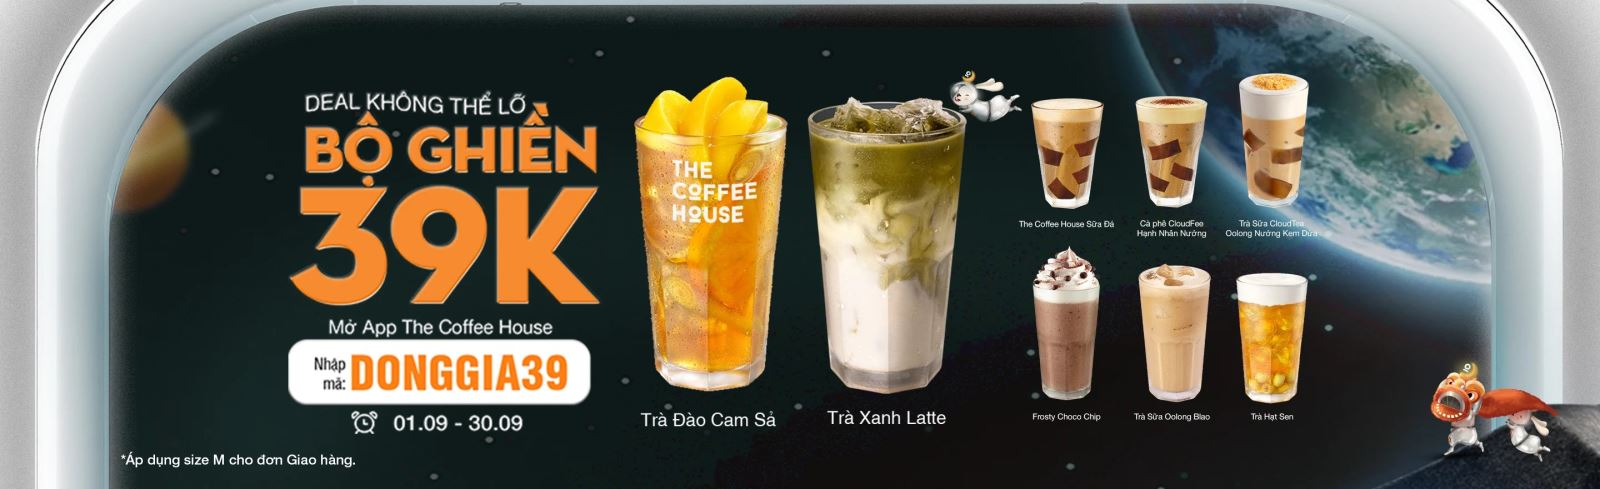 DEAL KHÔNG THỂ LỠ
BỘ GHIỀN
39K
Mở App The Coffee House
Nhập
mã: DONGGIA39
01.09 - 30.09
*Áp dụng size M cho đơn Giao hàng.
THE
COFFEE
HOUSE
Trà Đào Cam Sả
Trà Xanh Latte
The Coffee House Sữa Đá
Cà phê CloudFee
Hạnh Nhân Nướng
Trà Sữa CloudTea
Oolong Nướng Kem Dừa
Frosty Choco Chip
Trà Sữa Oolong Blao
Trà Hạt Sen